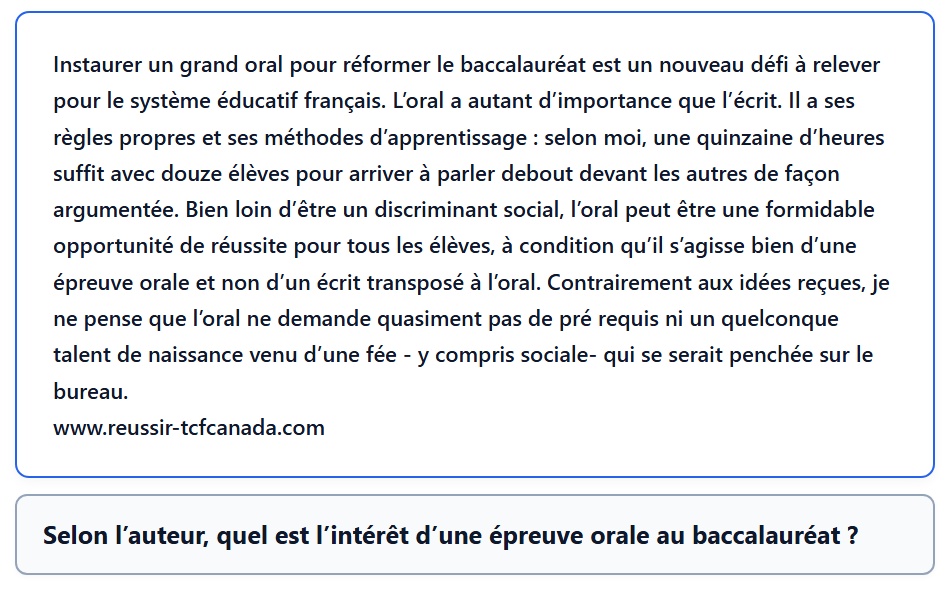 Instaurer un grand oral pour réformer le baccalauréat est un nouveau défi à relever
pour le système éducatif français. L’oral a autant d’importance que l’écrit. Il a ses
règles propres et ses méthodes d’apprentissage : selon moi, une quinzaine d’heures
suffit avec douze élèves pour arriver à parler debout devant les autres de façon
argumentée. Bien loin d’être un discriminant social, l’oral peut être une formidable
opportunité de réussite pour tous les élèves, à condition qu’il s’agisse bien d’une
épreuve orale et non d’un écrit transposé à l’oral. Contrairement aux idées reçues, je
ne pense que l’oral ne demande quasiment pas de pré requis ni un quelconque
talent de naissance venu d’une fée - y compris sociale- qui se serait penchée sur le
bureau.
www.reussir-tcfcanada.com
Selon l’auteur, quel est l’intérêt d’une épreuve orale au baccalauréat ?